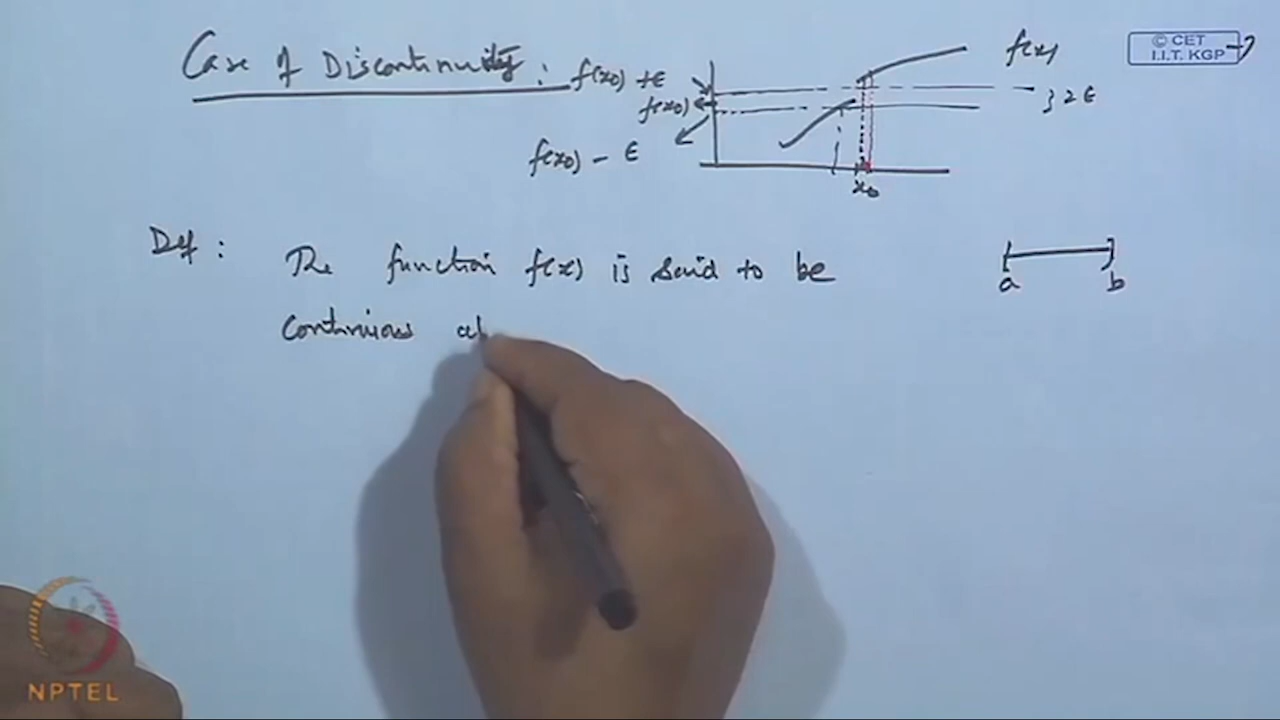 Case of Discontinuity :
f(x0) + ε
f(x0)
f(x0) - ε
f(x)
} 2 ε
x0
© CET
I.I.T. KGP
Def : The function f(x) is said to be
continuous at
a b
NPTEL